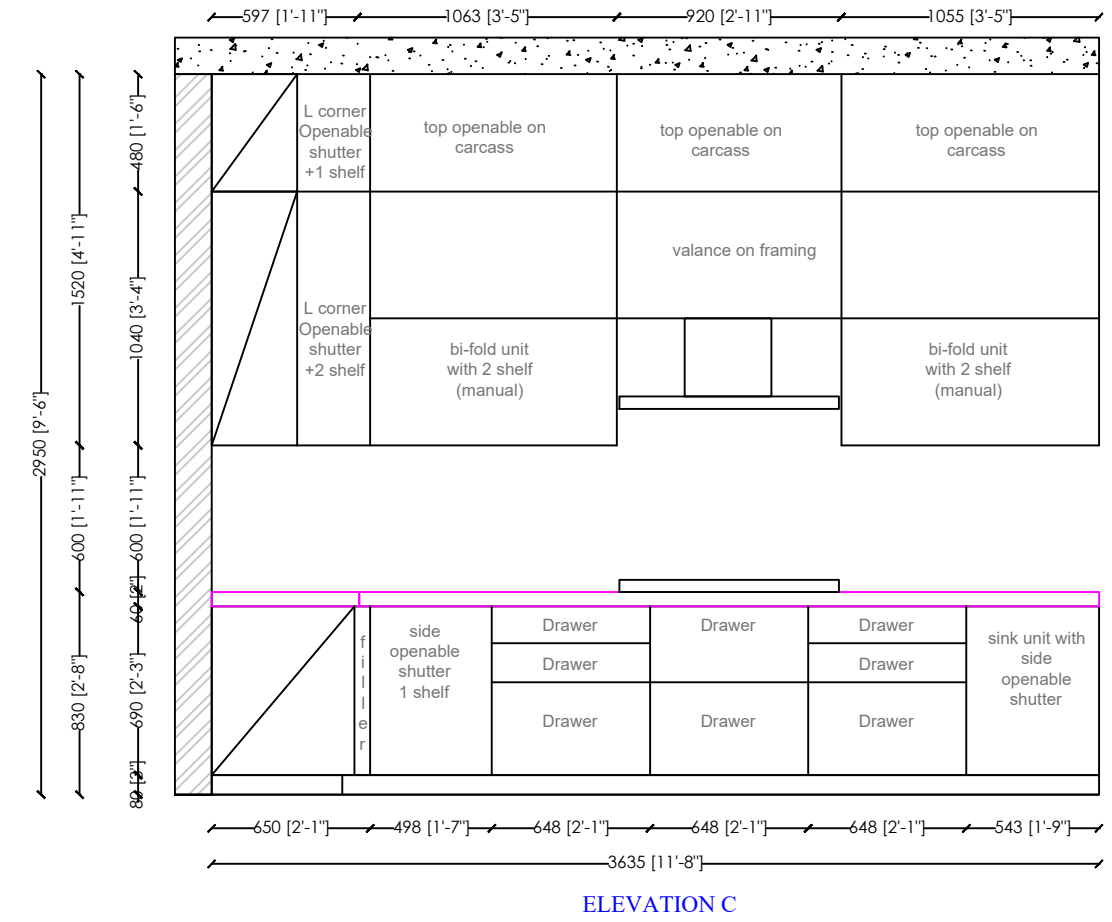 597 [1'-11"]
1063 [3'-5"]
920 [2'-11"]
1055 [3'-5"]
2950 [9'-6"]
1520 [4'-11"]
600 [1'-11"]
830 [2'-8"]
480 [1'-6"]
1040 [3'-4"]
600 [1'-11"]
60 [2"]
690 [2'-3"]
80 [3"]
L corner
Openable
shutter
+1 shelf
top openable on
carcass
top openable on
carcass
top openable on
carcass
valance on framing
L corner
Openable
shutter
+2 shelf
bi-fold unit
with 2 shelf
(manual)
bi-fold unit
with 2 shelf
(manual)
filler
side
openable
shutter
1 shelf
Drawer
Drawer
Drawer
Drawer
Drawer
Drawer
Drawer
Drawer
sink unit with
side
openable
shutter
650 [2'-1"]
498 [1'-7"]
648 [2'-1"]
648 [2'-1"]
648 [2'-1"]
543 [1'-9"]
3635 [11'-8"]
ELEVATION C